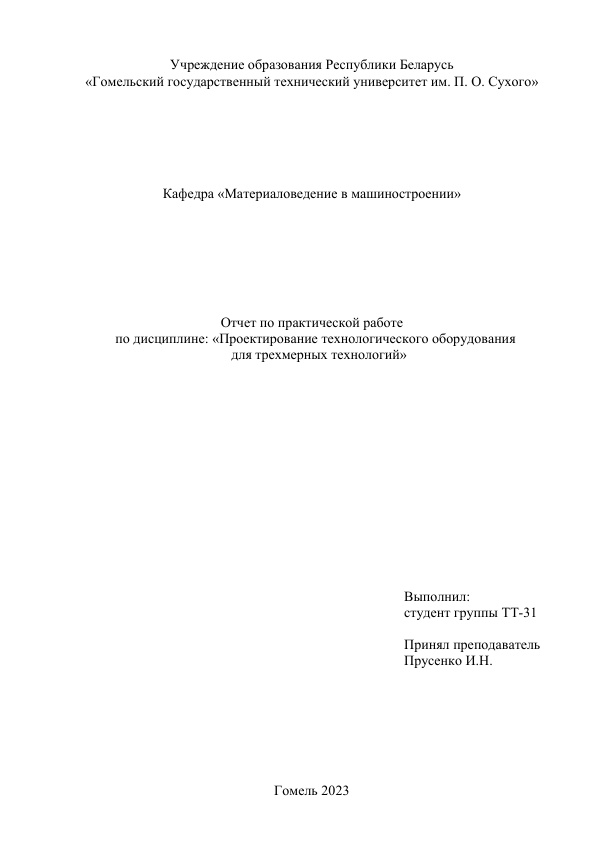 Учреждение образования Республики Беларусь
«Гомельский государственный технический университет им. П. О. Сухого»
Кафедра «Материаловедение в машиностроении»
Отчет по практической работе
по дисциплине: «Проектирование технологического оборудования
для трехмерных технологий»
Выполнил:
студент группы ТТ-31
Принял преподаватель
Прусенко И.Н.
Гомель 2023